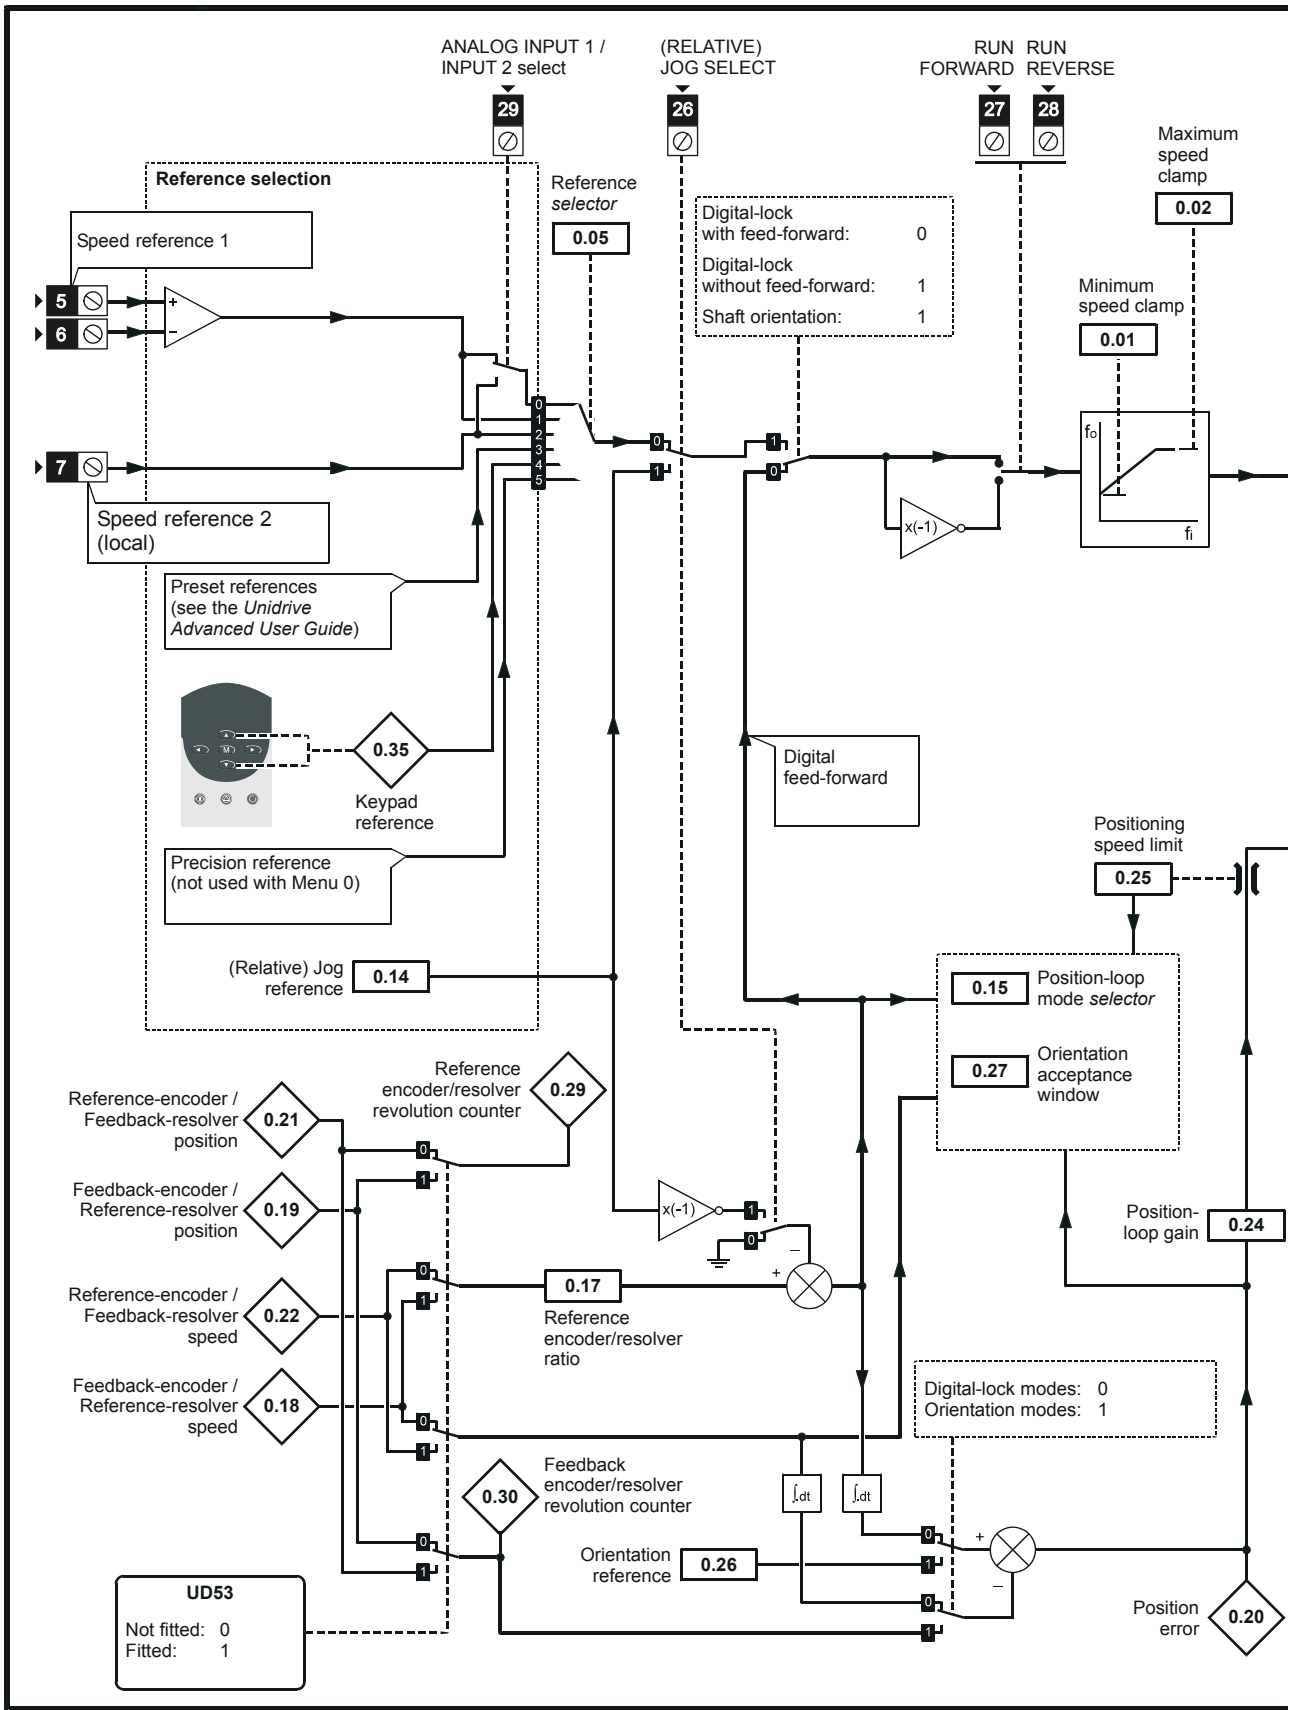 ANALOG INPUT 1 /
INPUT 2 select
29
(RELATIVE)
JOG SELECT
26
RUN RUN
FORWARD REVERSE
27
28
Maximum
speed
clamp
0.02
Reference selection
Reference
selector
0.05
Digital-lock
with feed-forward: 0
Digital-lock
without feed-forward: 1
Shaft orientation: 1
Minimum
speed clamp
0.01
Speed reference 1
5
6
+
−
7
Speed reference 2
(local)
0
1
2
3
4
5
0
1
1
0
x(-1)
fo
fi
Preset references
(see the Unidrive
Advanced User Guide)
M
0.35
Keypad
reference
Digital
feed-forward
Precision reference
(not used with Menu 0)
Positioning
speed limit
0.25
(Relative) Jog
reference
0.14
0.15
Position-loop
mode selector
0.27
Orientation
acceptance
window
Reference
encoder/resolver
revolution counter
0.29
Reference-encoder /
Feedback-resolver
position
0.21
0
1
Feedback-encoder /
Reference-resolver
position
0.19
x(-1)
1
0
−
+
Position-
loop gain
0.24
Reference-encoder /
Feedback-resolver
speed
0.22
0
1
0.17
Reference
encoder/resolver
ratio
Feedback-encoder /
Reference-resolver
speed
0.18
0
1
Digital-lock modes: 0
Orientation modes: 1
Feedback
encoder/resolver
revolution counter
0.30
∫.dt
∫.dt
0
1
Orientation
reference
0.26
0
1
+
−
0
1
UD53
Not fitted: 0
Fitted: 1
Position
error
0.20